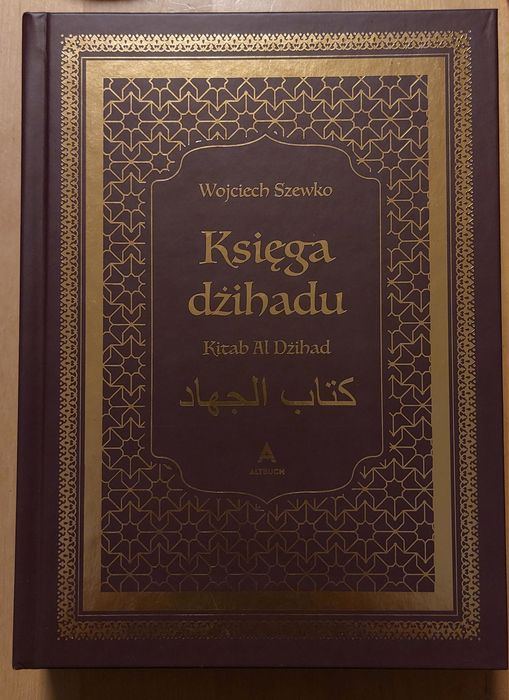 Wojciech Szewko
Księga
dżihadu
Kitab Al Dżihad
كتاب الجهاد
A
ALTBUCH